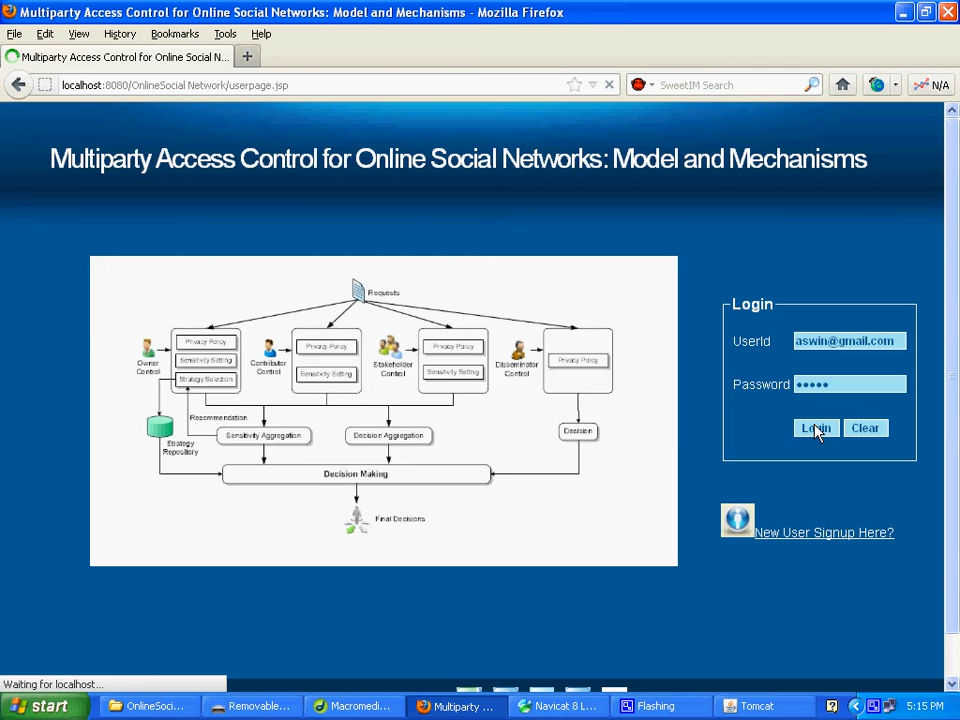 Multiparty Access Control for Online Social Networks: Model and Mechanisms - Mozilla Firefox
File Edit View History Bookmarks Tools Help
Multiparty Access Control for Online Social N...
localhost:8080/OnlineSocial Network/userpage.jsp
SweetIM Search
N/A
Multiparty Access Control for Online Social Networks: Model and Mechanisms
Requests
Owner Control
Privacy Policy
Sensitivity Setting
Strategy Selection
Contributor Control
Privacy Policy
Sensitivity Setting
Stakeholder Control
Privacy Policy
Sensitivity Setting
Disseminator Control
Privacy Policy
Recommendation
Strategy Repository
Sensitivity Aggregation
Decision Aggregation
Decision
Decision Making
Final Decisions
Login
UserId
aswin@gmail.com
Password
Login Clear
New User Signup Here?
Waiting for localhost...
start
OnlineSoci...
Removable...
Macromedi...
Multiparty ...
Navicat 8 L...
Flashing
Tomcat
5:15 PM